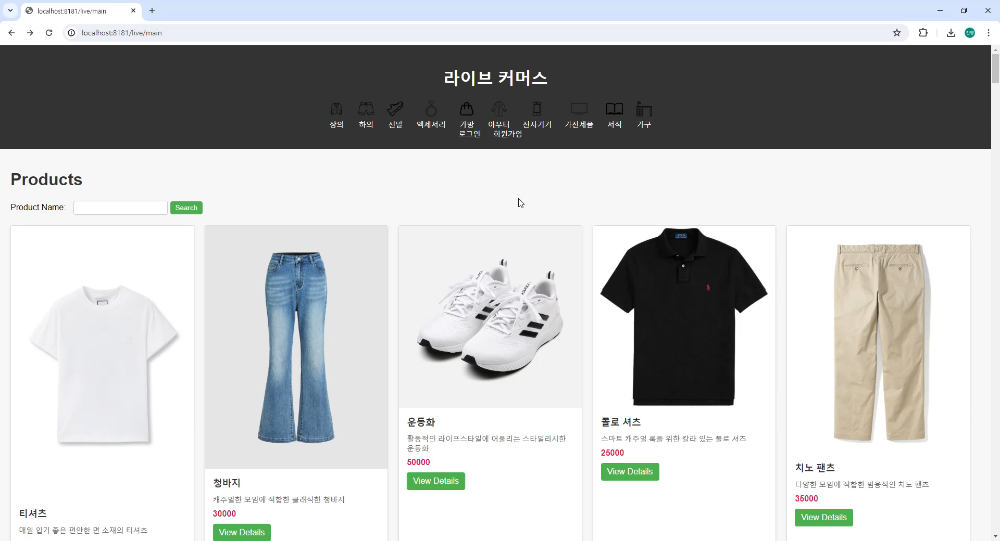 localhost:8181/live/main
localhost:8181/live/main
진영
라이브 커머스
상의 하의 신발 액세서리 가방 아우터 전자기기 가전제품 서적 가구
로그인 회원가입
Products
Product Name: Search
POLO
운동화
활동적인 라이프스타일에 어울리는 스타일리시한
운동화
50000
View Details
폴로 셔츠
스마트 캐주얼 룩을 위한 칼라 있는 폴로 셔츠
25000
View Details
치노 팬츠
다양한 모임에 적합한 범용적인 치노 팬츠
35000
View Details
청바지
캐주얼한 모임에 적합한 클래식한 청바지
30000
View Details
티셔츠
매일 입기 좋은 편안한 면 소재의 티셔츠